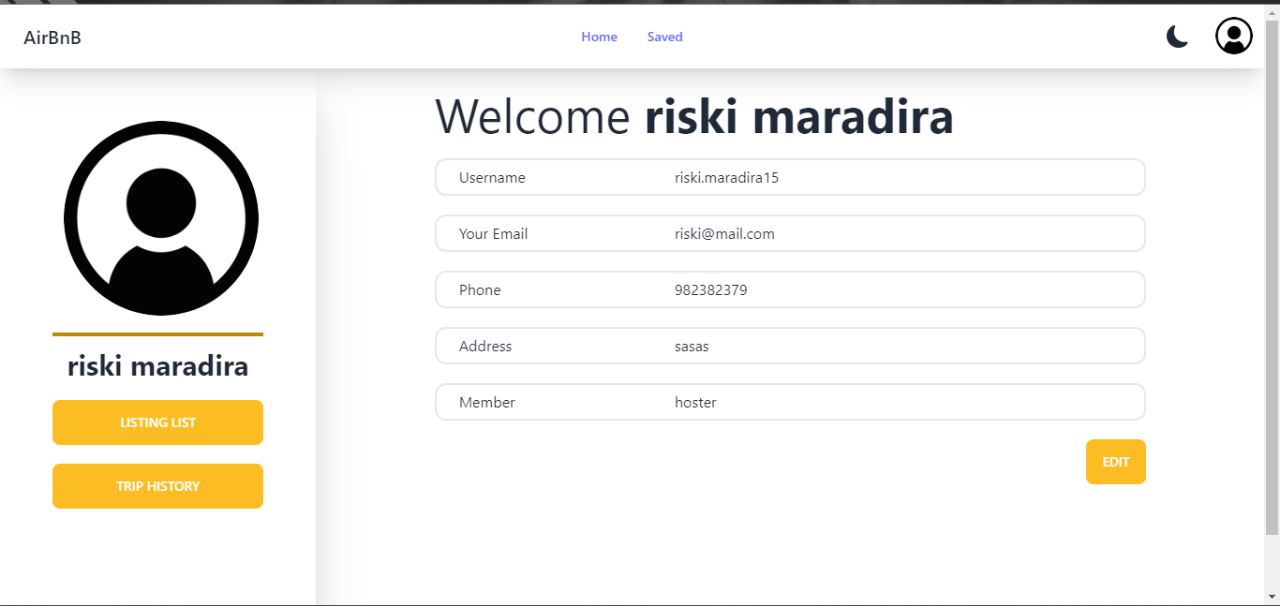 AirBnB
Home Saved
riski maradira
LISTING LIST
TRIP HISTORY
Welcome riski maradira
Username riski.maradira15
Your Email riski@mail.com
Phone 982382379
Address sasas
Member hoster
EDIT